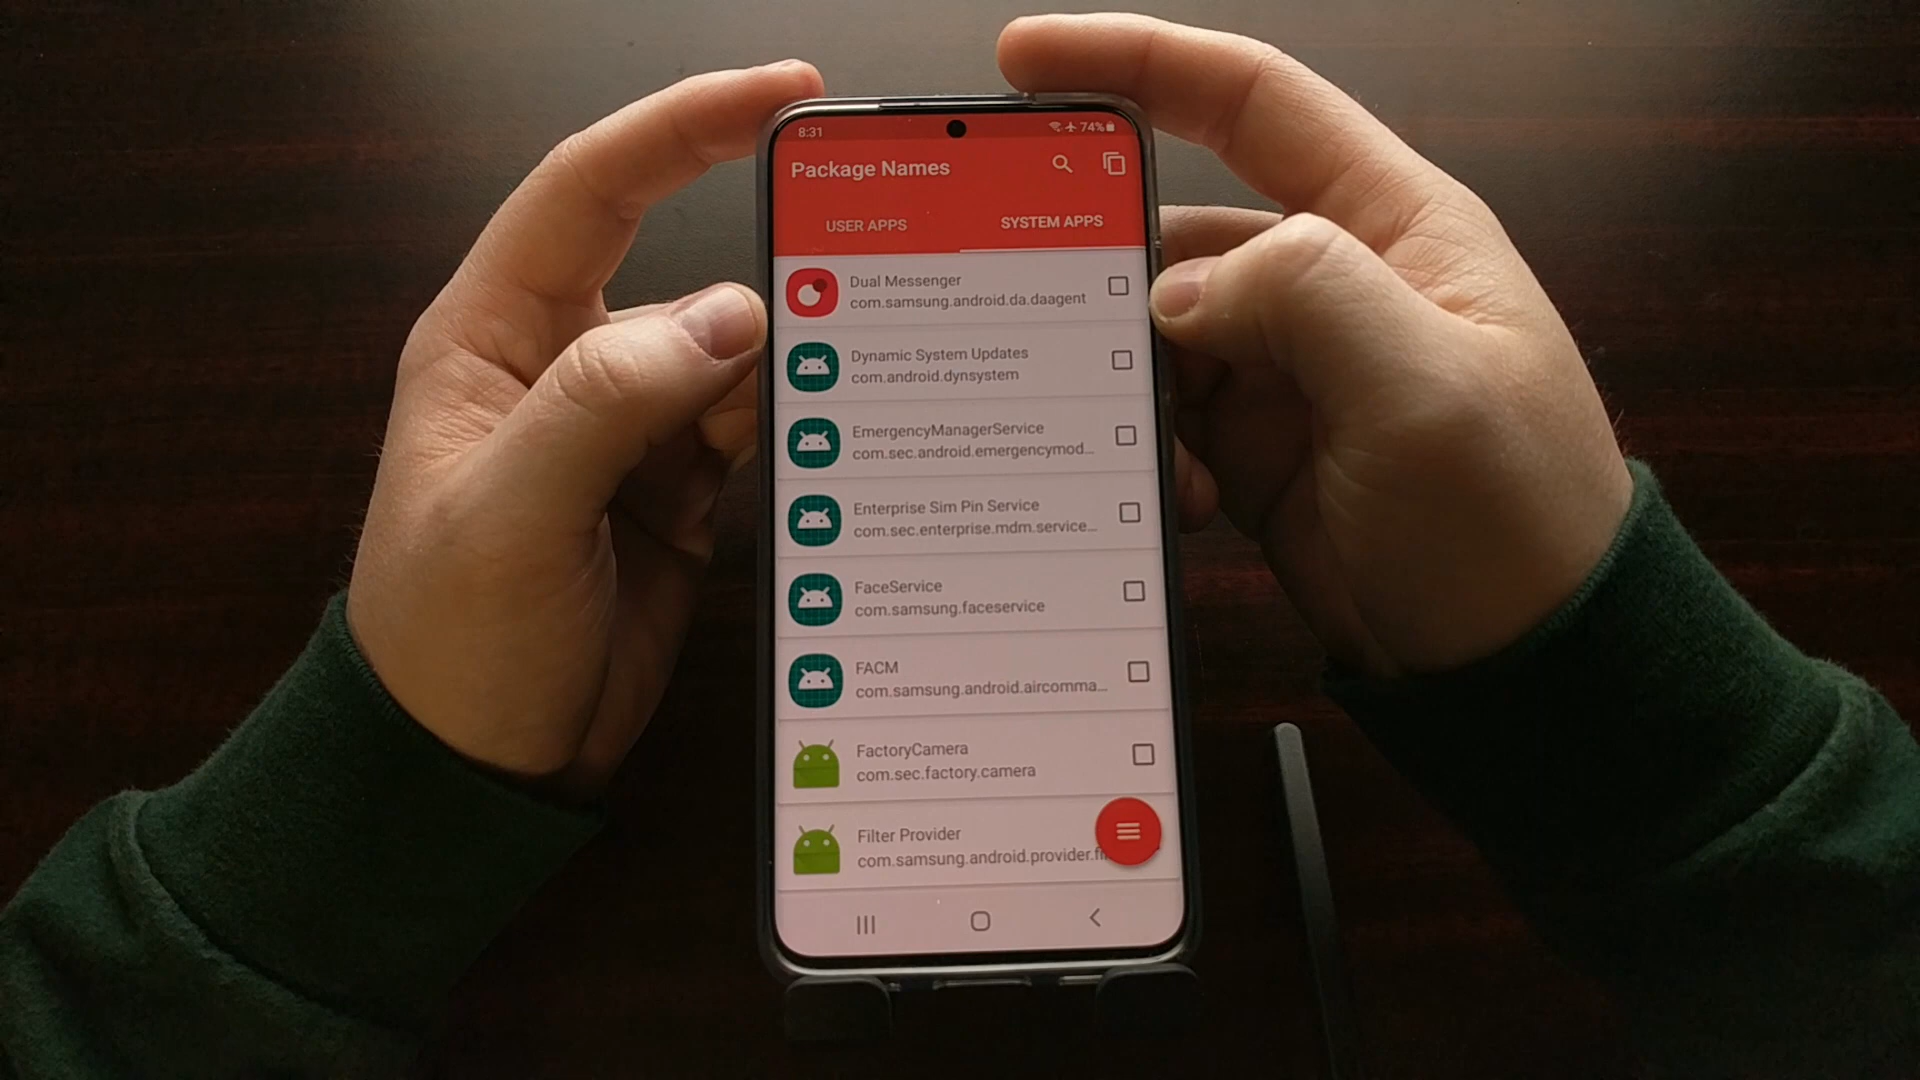 8:31
74%
Package Names
USER APPS
SYSTEM APPS
Dual Messenger
com.samsung.android.da.daagent
Dynamic System Updates
com.android.dynsystem
EmergencyManagerService
com.sec.android.emergencymod...
Enterprise Sim Pin Service
com.sec.enterprise.mdm.service...
FaceService
com.samsung.faceservice
FACM
com.samsung.android.aircomma...
FactoryCamera
com.sec.factory.camera
Filter Provider
com.samsung.android.provider.fi